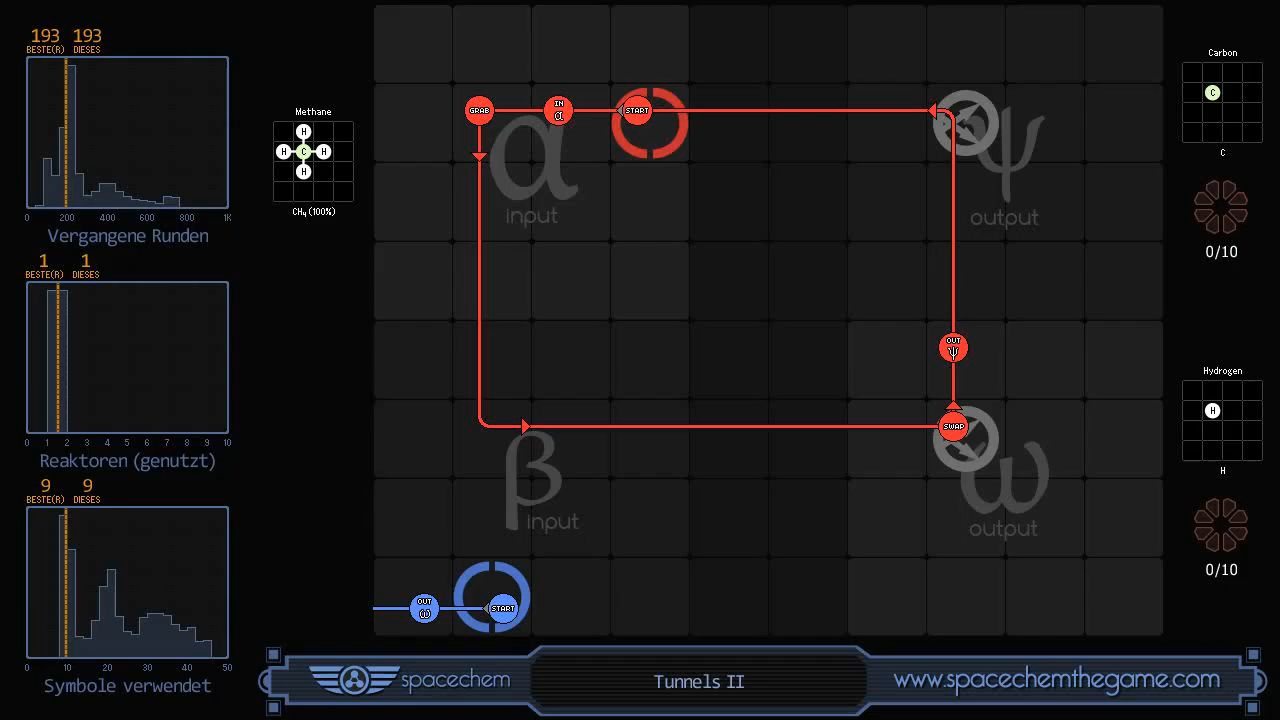 193 193
BESTE(R) DIESES
0 200 400 600 800 1K
Vergangene Runden
1 1
BESTE(R) DIESES
0 1 2 3 4 5 6 7 8 9 10
Reaktoren (genutzt)
9 9
BESTE(R) DIESES
0 10 20 30 40 50
Symbole verwendet
Methane
H
H C H
H
CH₄ (100%)
GRAB
IN
α
START
α
input
ψ
output
OUT
ψ
SWAP
β
input
ω
output
OUT
START
Carbon
C
C
0/10
Hydrogen
H
H
0/10
spacechem
Tunnels II
www.spacechemthegame.com